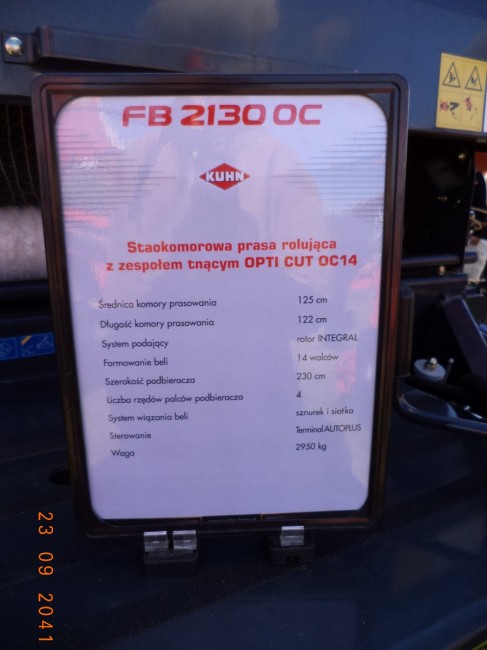 FB 2130 OC
KUHN
Staokomorowa prasa rolująca
z zespołem tnącym OPTI CUT OC14
Średnica komory prasowania 125 cm
Długość komory prasowania 122 cm
System podający rotor INTEGRAL
Formowanie beli 14 walców
Szerokość podbieracza 230 cm
Liczba rzędów palców podbieracza 4
System wiązania beli sznurek i siatka
Sterowanie Terminal AUTOPLUS
Waga 2950 kg
23 09 2041